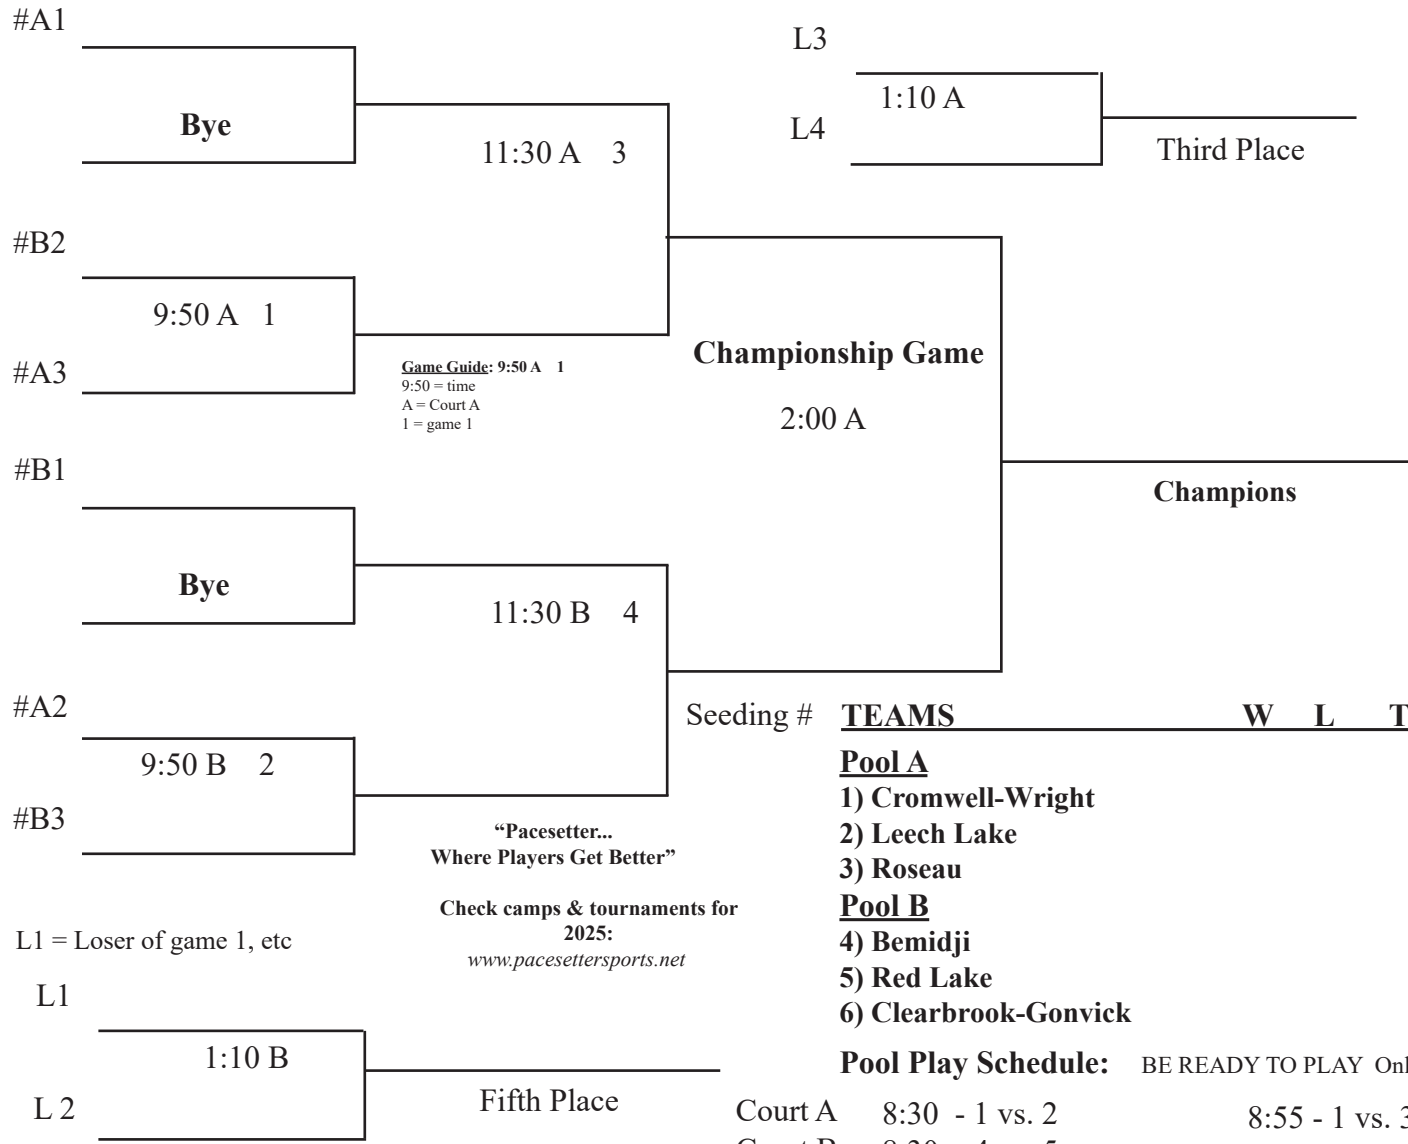 #A1
Bye
11:30 A 3
#B2
9:50 A 1
#A3
Game Guide: 9:50 A 1
9:50 = time
A = Court A
1 = game 1
L3
1:10 A
L4
Third Place
Championship Game
2:00 A
Champions
#B1
Bye
11:30 B 4
#A2
9:50 B 2
#B3
“Pacesetter...
Where Players Get Better”
Check camps & tournaments for
2025:
www.pacesettersports.net
L1 = Loser of game 1, etc
L1
1:10 B
L 2
Fifth Place
Seeding # TEAMS W L T
Pool A
1) Cromwell-Wright
2) Leech Lake
3) Roseau
Pool B
4) Bemidji
5) Red Lake
6) Clearbrook-Gonvick
Pool Play Schedule: BE READY TO PLAY
Court A 8:30 - 1 vs. 2 8:55 - 1 vs. 3